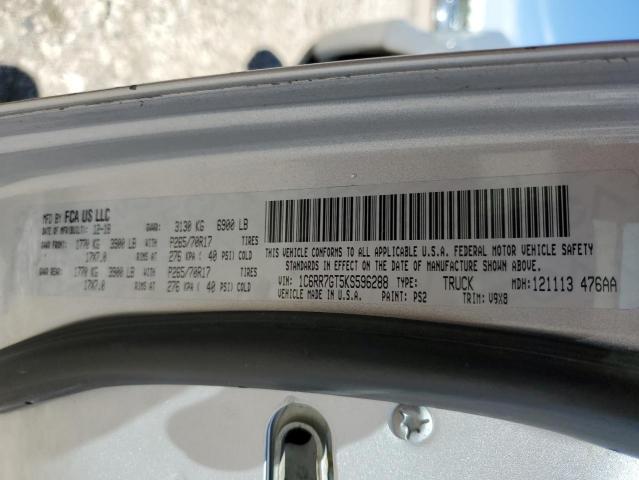 MFD BY FCA US LLC
DATE OF MFR/BUILT: 12-18 GVWR: 3130 KG 6900 LB
GAWR FRONT: 1770 KG 3900 LB WITH P265/70R17 TIRES
17X7.0 RIMS AT 276 KPA ( 40 PSI) COLD
GAWR REAR: 1770 KG 3900 LB WITH P265/70R17 TIRES
17X7.0 RIMS AT 276 KPA ( 40 PSI) COLD
THIS VEHICLE CONFORMS TO ALL APPLICABLE U.S.A. FEDERAL MOTOR VEHICLE SAFETY
STANDARDS IN EFFECT ON THE DATE OF MANUFACTURE SHOWN ABOVE.
VIN: 1C6RR7GT5KS596288 TYPE: TRUCK MDH: 121113 476AA
VEHICLE MADE IN U.S.A. PAINT: PS2 TRIM: V9X8